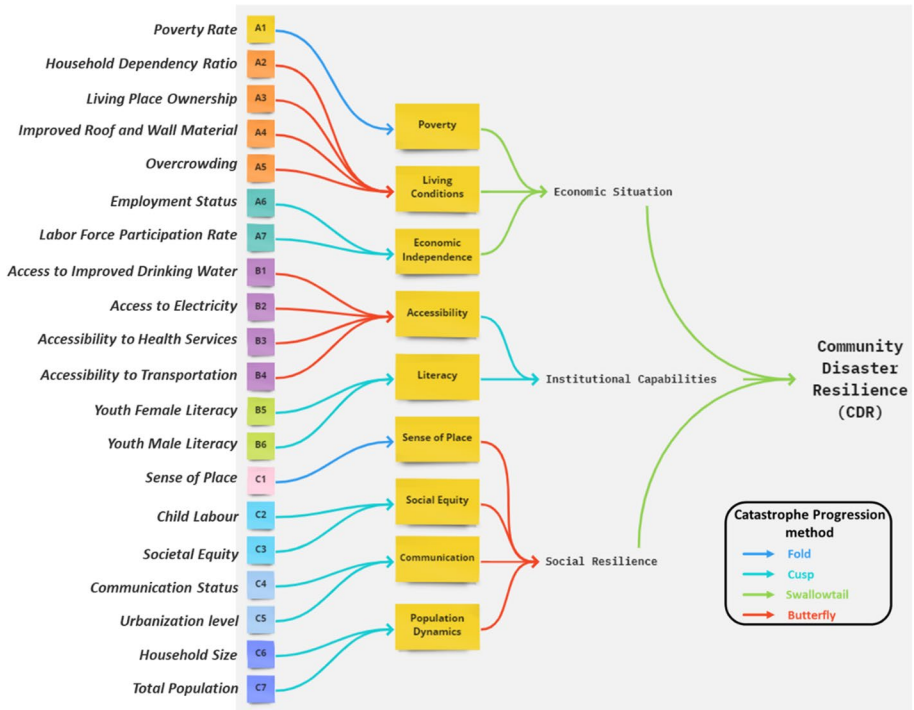 Poverty Rate A1
Household Dependency Ratio A2
Living Place Ownership A3
Improved Roof and Wall Material A4
Overcrowding A5
Employment Status A6
Labor Force Participation Rate A7
Access to Improved Drinking Water B1
Access to Electricity B2
Accessibility to Health Services B3
Accessibility to Transportation B4
Youth Female Literacy B5
Youth Male Literacy B6
Sense of Place C1
Child Labour C2
Societal Equity C3
Communication Status C4
Urbanization level C5
Household Size C6
Total Population C7
Poverty
Living
Conditions
Economic
Independence
Accessibility
Literacy
Sense of Place
Social Equity
Communication
Population
Dynamics
Economic Situation
Institutional Capabilities
Social Resilience
Community
Disaster
Resilience
(CDR)
Catastrophe Progression
method
Fold
Cusp
Swallowtail
Butterfly